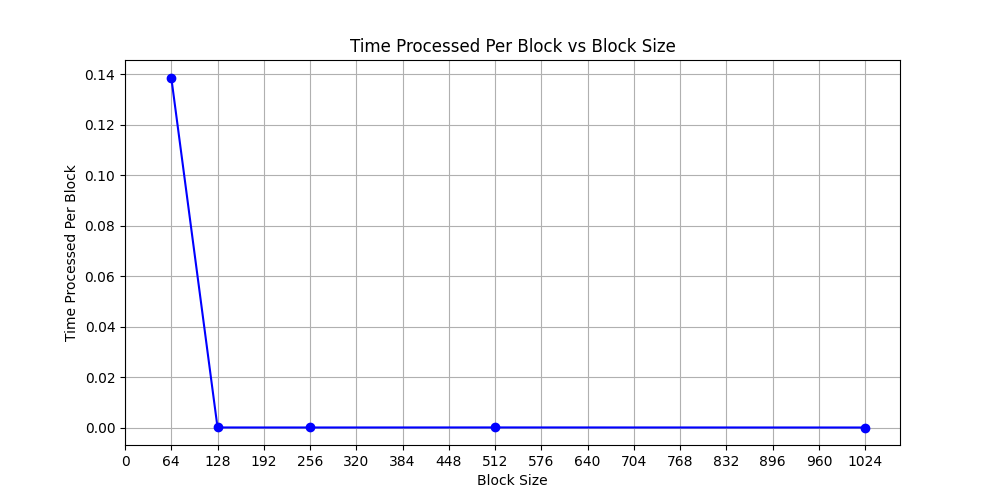 Time Processed Per Block vs Block Size
Time Processed Per Block
0.14
0.12
0.10
0.08
0.06
0.04
0.02
0.00
0 64 128 192 256 320 384 448 512 576 640 704 768 832 896 960 1024
Block Size